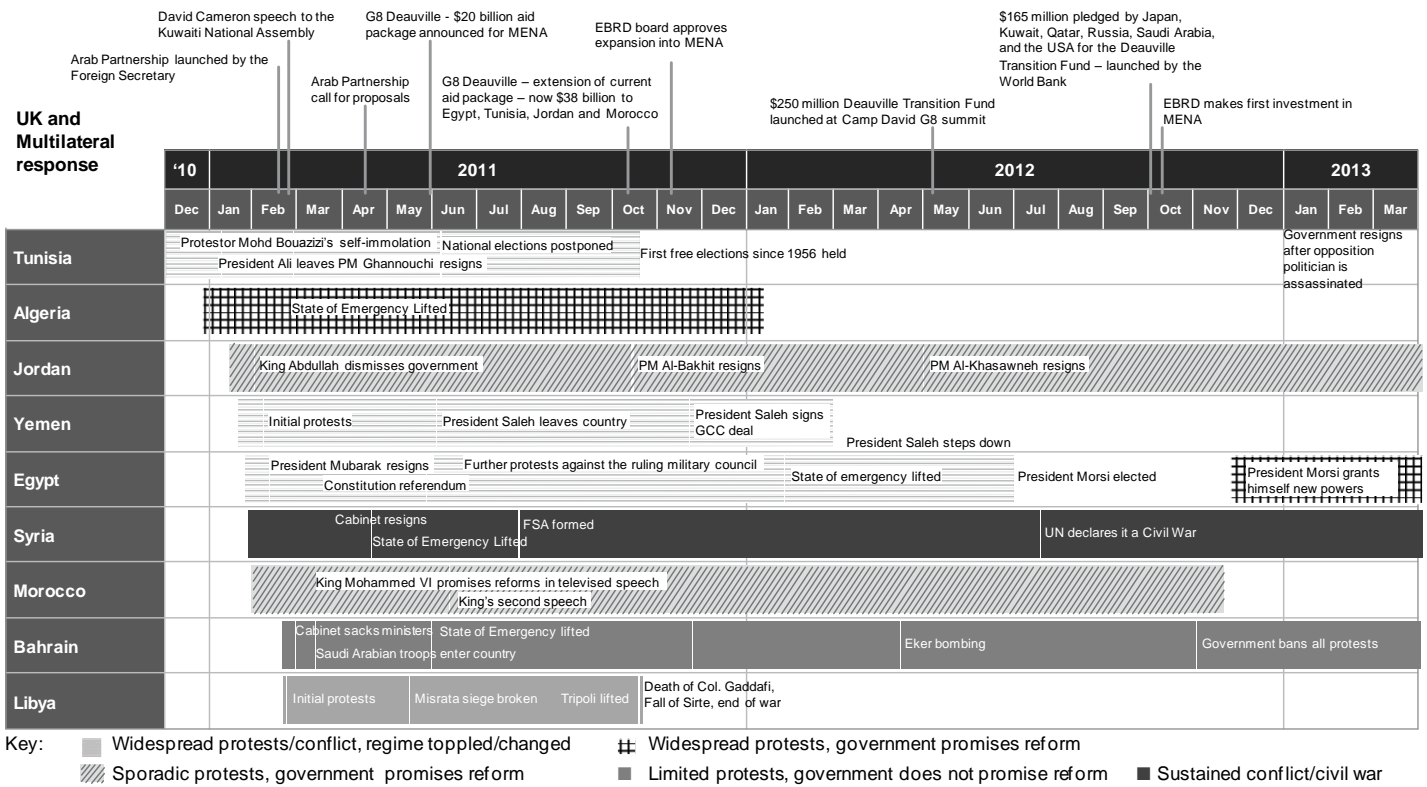 David Cameron speech to the
Kuwaiti National Assembly
G8 Deauville - $20 billion aid
package announced for MENA
EBRD board approves
expansion into MENA
$165 million pledged by Japan,
Kuwait, Qatar, Russia, Saudi Arabia,
and the USA for the Deauville
Transition Fund – launched by the
World Bank
Arab Partnership launched by the
Foreign Secretary
Arab Partnership
call for proposals
G8 Deauville – extension of current
aid package – now $38 billion to
Egypt, Tunisia, Jordan and Morocco
$250 million Deauville Transition Fund
launched at Camp David G8 summit
EBRD makes first investment in
MENA
UK and
Multilateral
response
'10 2011 2012 2013
Dec Jan Feb Mar Apr May Jun Jul Aug Sep Oct Nov Dec Jan Feb Mar Apr May Jun Jul Aug Sep Oct Nov Dec Jan Feb Mar
Tunisia
Protestor Mohd Bouazizi's self-immolation
National elections postponed
President Ali leaves PM Ghannouchi resigns
First free elections since 1956 held
Government resigns
after opposition
politician is
assassinated
Algeria
State of Emergency Lifted
Jordan
King Abdullah dismisses government
PM Al-Bakhit resigns
PM Al-Khasawneh resigns
Yemen
Initial protests
President Saleh leaves country
President Saleh signs
GCC deal
President Saleh steps down
Egypt
President Mubarak resigns
Further protests against the ruling military council
Constitution referendum
State of emergency lifted
President Morsi elected
President Morsi grants
himself new powers
Syria
Cabinet resigns
State of Emergency Lifted
FSA formed
UN declares it a Civil War
Morocco
King Mohammed VI promises reforms in televised speech
King's second speech
Bahrain
Cabinet sacks ministers
State of Emergency lifted
Saudi Arabian troops enter country
Eker bombing
Government bans all protests
Libya
Initial protests
Misrata siege broken
Tripoli lifted
Death of Col. Gaddafi,
Fall of Sirte, end of war
Key:
Widespread protests/conflict, regime toppled/changed
Widespread protests, government promises reform
Sporadic protests, government promises reform
Limited protests, government does not promise reform
Sustained conflict/civil war